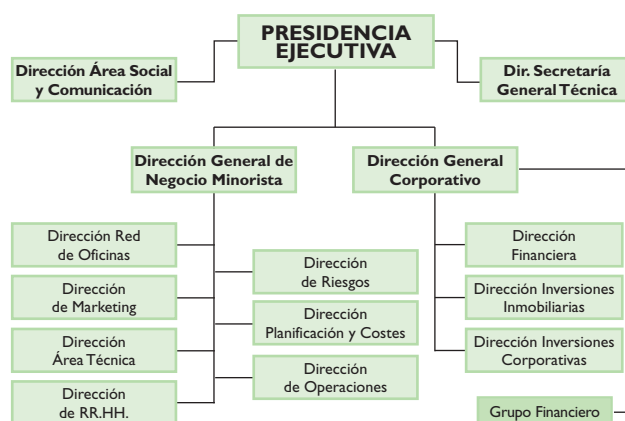 PRESIDENCIA
EJECUTIVA
Dirección Área Social
y Comunicación
Dir. Secretaría
General Técnica
Dirección General de
Negocio Minorista
Dirección General
Corporativo
Dirección Red
de Oficinas
Dirección
de Marketing
Dirección
Área Técnica
Dirección
de RR.HH.
Dirección
de Riesgos
Dirección
Planificación y Costes
Dirección
de Operaciones
Dirección
Financiera
Dirección Inversiones
Inmobiliarias
Dirección Inversiones
Corporativas
Grupo Financiero